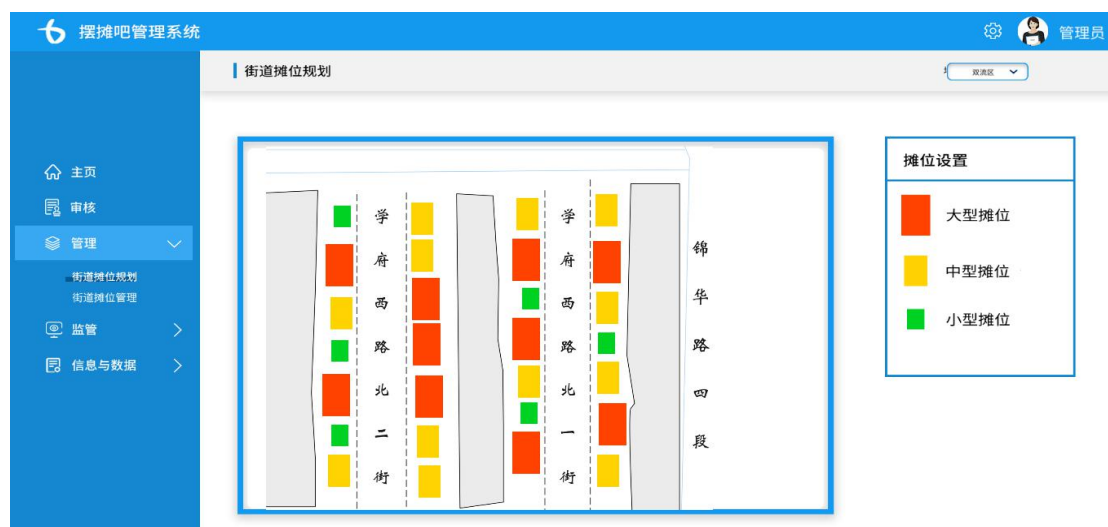 摆摊吧管理系统
管理员
街道摊位规划
双流区
主页
审核
管理
街道摊位规划
街道摊位管理
监管
信息与数据
学府西路北二街
学府西路北一街
锦华路四段
摊位设置
大型摊位
中型摊位
小型摊位